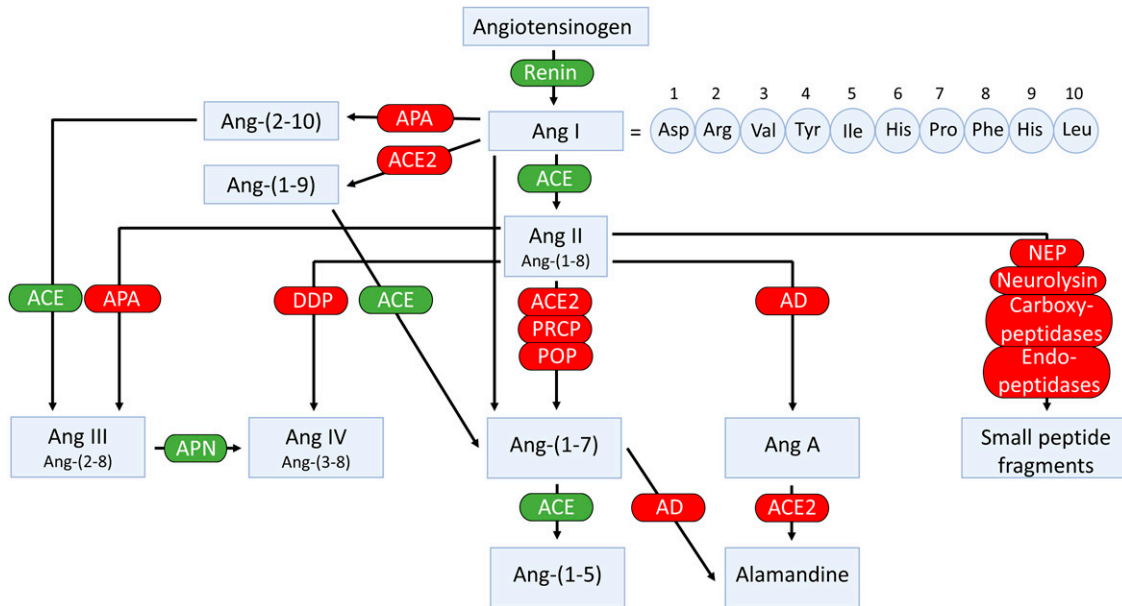 Angiotensinogen
Renin
1 2 3 4 5 6 7 8 9 10
Ang-(2-10)
APA
Ang I
=
Asp Arg Val Tyr Ile His Pro Phe His Leu
ACE2
Ang-(1-9)
ACE
Ang II
Ang-(1-8)
NEP
Neurolysin
Carboxy-
peptidases
Endo-
peptidases
ACE
APA
DDP
ACE
ACE2
PRCP
POP
AD
Ang III
Ang-(2-8)
APN
Ang IV
Ang-(3-8)
Ang-(1-7)
Ang A
Small peptide
fragments
ACE
AD
ACE2
Ang-(1-5)
Alamandine